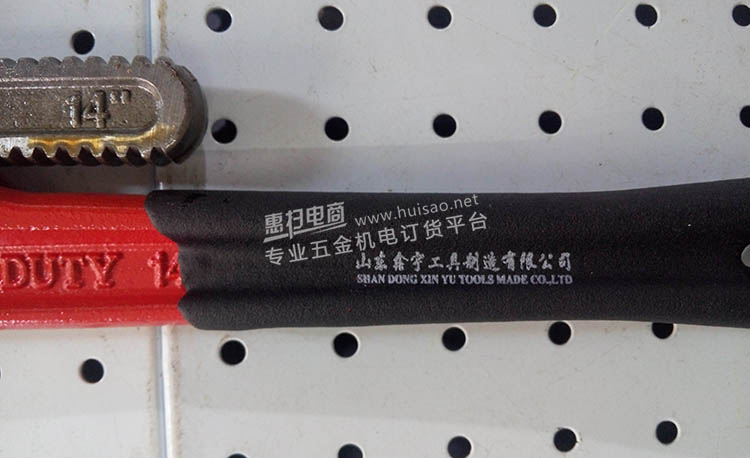 14"
惠扫电商 www.huisao.net
专业五金机电订货平台
DUTY 14
山东鑫宇工具制造有限公司
SHAN DONG XIN YU TOOLS MADE CO.,LTD